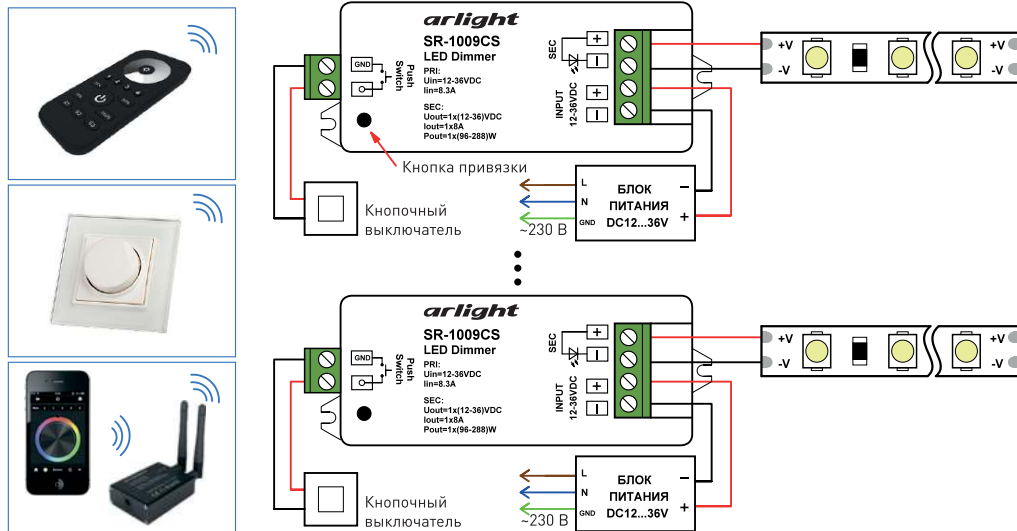 arlight
SR-1009CS
LED Dimmer
PRI:
Uin=12-36VDC
Iin=8.3A
SEC:
Uout=1x(12-36)VDC
Iout=1x8A
Pout=1x(96-288)W
GND
Push
Switch
SEC
+
−
INPUT
12-36VDC
+
−
+V
-V
+V
-V
Кнопка привязки
Кнопочный
выключатель
L
N
GND
~230 В
БЛОК
ПИТАНИЯ
DC12...36V
−
+
arlight
SR-1009CS
LED Dimmer
PRI:
Uin=12-36VDC
Iin=8.3A
SEC:
Uout=1x(12-36)VDC
Iout=1x8A
Pout=1x(96-288)W
GND
Push
Switch
SEC
+
−
INPUT
12-36VDC
+
−
+V
-V
+V
-V
Кнопочный
выключатель
L
N
GND
~230 В
БЛОК
ПИТАНИЯ
DC12...36V
−
+